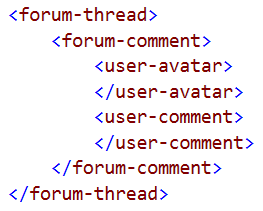 <forum-thread>
    <forum-comment>
        <user-avatar>
        </user-avatar>
        <user-comment>
        </user-comment>
    </forum-comment>
</forum-thread>